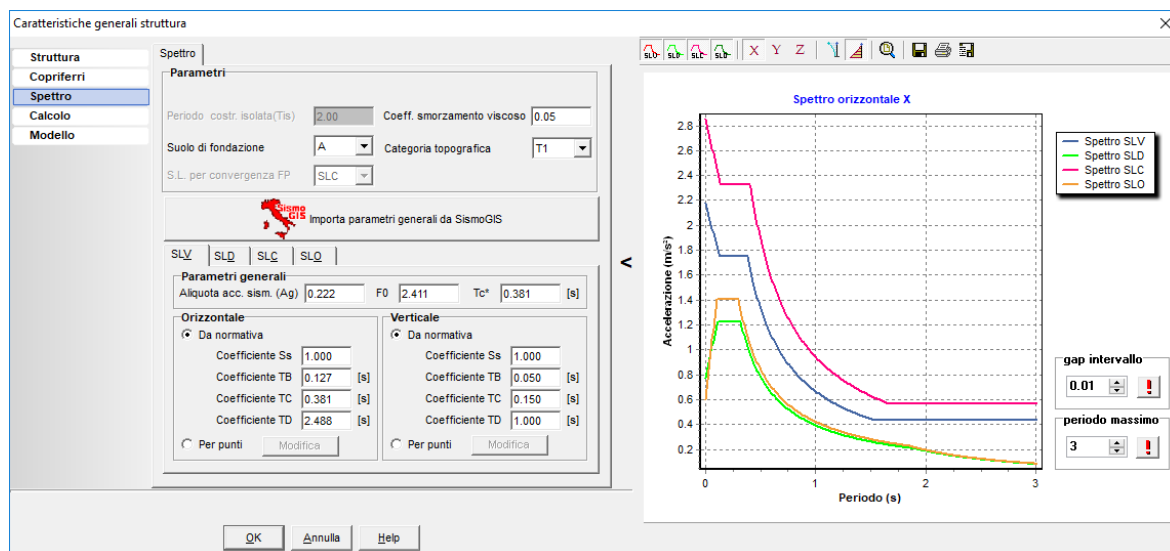 Caratteristiche generali struttura
Struttura
Copriferri
Spettro
Calcolo
Modello
Spettro
Parametri
Periodo costr. isolata(Tis) 2.00 Coeff. smorzamento viscoso 0.05
Suolo di fondazione A Categoria topografica T1
S.L. per convergenza FP SLC
Sismo
GIS
Importa parametri generali da SismoGIS
SLV SLD SLC SLO
Parametri generali
Aliquota acc. sism. (Ag) 0.222 F0 2.411 Tc* 0.381 [s]
Orizzontale
Da normativa
Coefficiente Ss 1.000
Coefficiente TB 0.127 [s]
Coefficiente TC 0.381 [s]
Coefficiente TD 2.488 [s]
Per punti Modifica
Verticale
Da normativa
Coefficiente Ss 1.000
Coefficiente TB 0.050 [s]
Coefficiente TC 0.150 [s]
Coefficiente TD 1.000 [s]
Per punti Modifica
OK Annulla Help
<
X Y Z
Spettro orizzontale X
Accelerazione (m/s²)
2.8
2.6
2.4
2.2
2
1.8
1.6
1.4
1.2
1
0.8
0.6
0.4
0.2
0 1 2 3
Periodo (s)
Spettro SLV
Spettro SLD
Spettro SLC
Spettro SLO
gap intervallo
0.01 !
periodo massimo
3 !